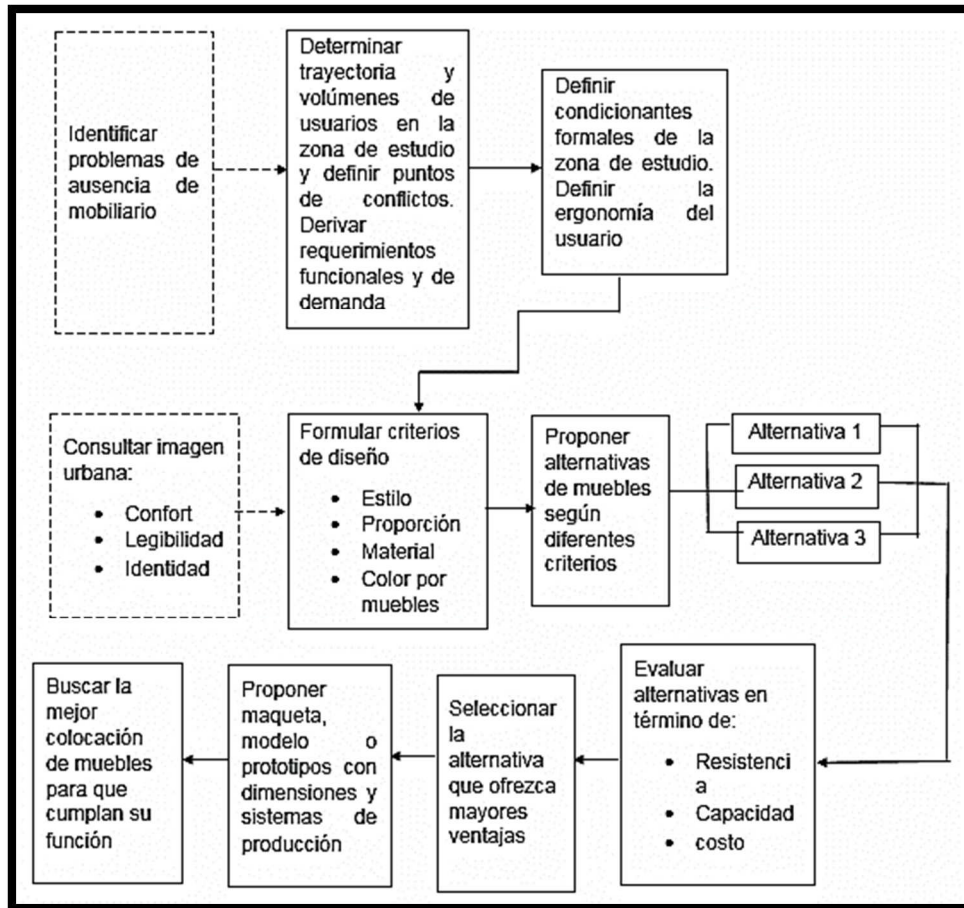 Identificar
problemas de
ausencia de
mobiliario
Determinar
trayectoria y
volúmenes de
usuarios en la
zona de estudio
y definir puntos
de conflictos.
Derivar
requerimientos
funcionales y de
demanda
Definir
condicionantes
formales de la
zona de estudio.
Definir la
ergonomía del
usuario
Consultar imagen
urbana:
• Confort
• Legibilidad
• Identidad
Formular criterios
de diseño
• Estilo
• Proporción
• Material
• Color por
muebles
Proponer
alternativas
de muebles
según
diferentes
criterios
Alternativa 1
Alternativa 2
Alternativa 3
Evaluar
alternativas en
término de:
• Resistenci
a
• Capacidad
• costo
Seleccionar
la
alternativa
que ofrezca
mayores
ventajas
Proponer
maqueta,
modelo o
prototipos con
dimensiones y
sistemas de
producción
Buscar la
mejor
colocación
de muebles
para que
cumplan su
función